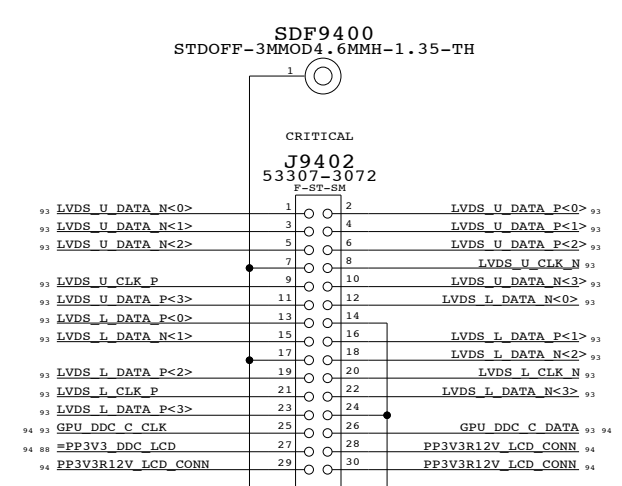 SDF9400
STDOFF-3MMOD4.6MMH-1.35-TH
1
CRITICAL
J9402
53307-3072
F-ST-SM
93 LVDS_U_DATA_N<0> 1 2 LVDS_U_DATA_P<0> 93
93 LVDS_U_DATA_N<1> 3 4 LVDS_U_DATA_P<1> 93
93 LVDS_U_DATA_N<2> 5 6 LVDS_U_DATA_P<2> 93
7 8 LVDS_U_CLK_N 93
93 LVDS_U_CLK_P 9 10 LVDS_U_DATA_N<3> 93
93 LVDS_U_DATA_P<3> 11 12 LVDS_L_DATA_N<0> 93
93 LVDS_L_DATA_P<0> 13 14
93 LVDS_L_DATA_N<1> 15 16 LVDS_L_DATA_P<1> 93
17 18 LVDS_L_DATA_N<2> 93
93 LVDS_L_DATA_P<2> 19 20 LVDS_L_CLK_N 93
93 LVDS_L_CLK_P 21 22 LVDS_L_DATA_N<3> 93
93 LVDS_L_DATA_P<3> 23 24
94 93 GPU_DDC_C_CLK 25 26 GPU_DDC_C_DATA 93 94
94 88 =PP3V3_DDC_LCD 27 28 PP3V3R12V_LCD_CONN 94
94 PP3V3R12V_LCD_CONN 29 30 PP3V3R12V_LCD_CONN 94